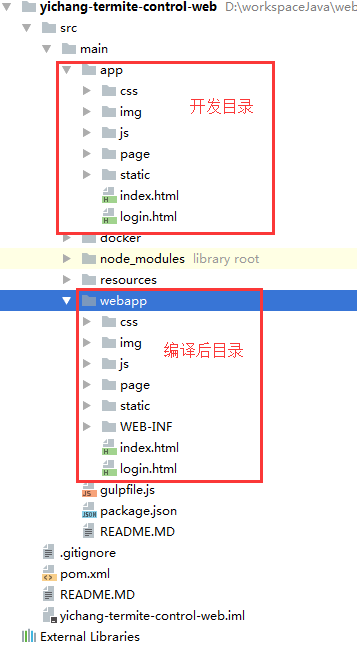 yichang-termite-control-web D:\workspaceJava\web
src
main
app
css
img
开发目录
js
page
static
index.html
login.html
docker
node_modules library root
resources
webapp
css
img
编译后目录
js
page
static
WEB-INF
index.html
login.html
gulpfile.js
package.json
README.MD
.gitignore
pom.xml
README.MD
yichang-termite-control-web.iml
External Libraries